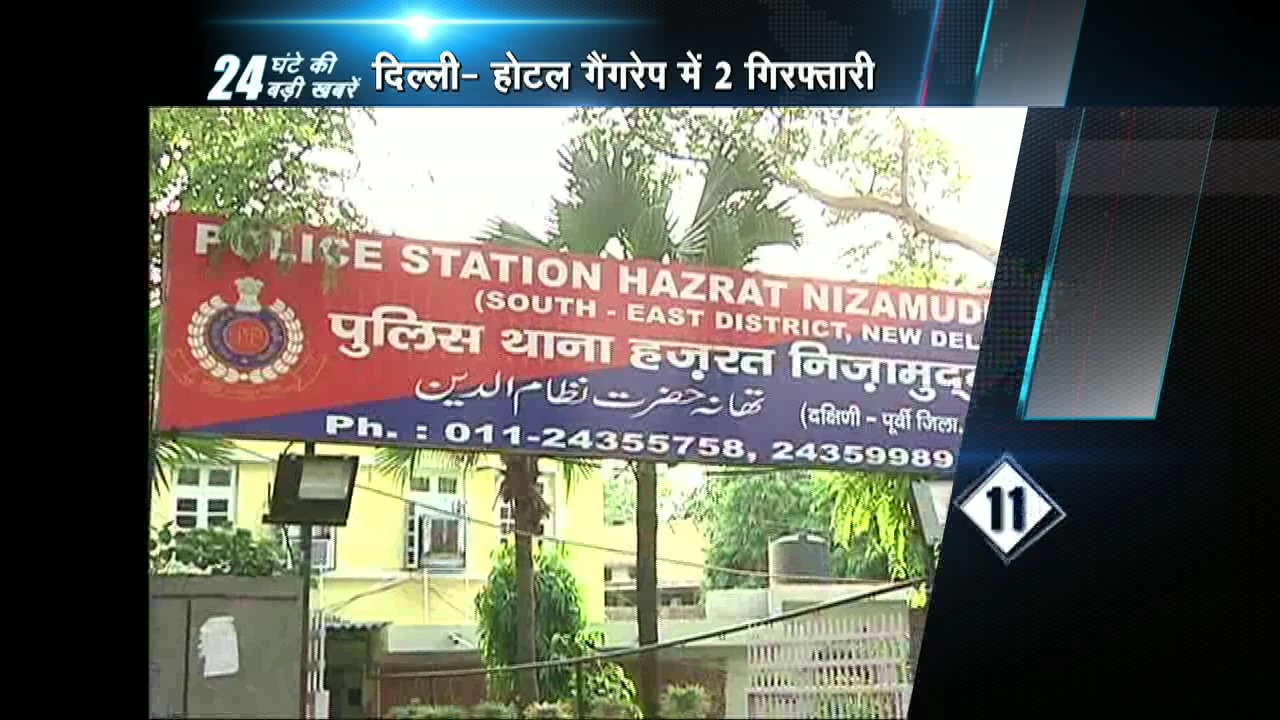 24 घंटे की बड़ी खबरें
दिल्ली- होटल गैंगरेप में 2 गिरफ्तारी
POLICE STATION HAZRAT NIZAMUD
(SOUTH - EAST DISTRICT, NEW DEL
पुलिस थाना हज़रत निज़ामुद्
تھانہ حضرت نظام الدین
(दक्षिणी - पूर्वी जिला,
Ph. : 011-24355758, 24359989
11